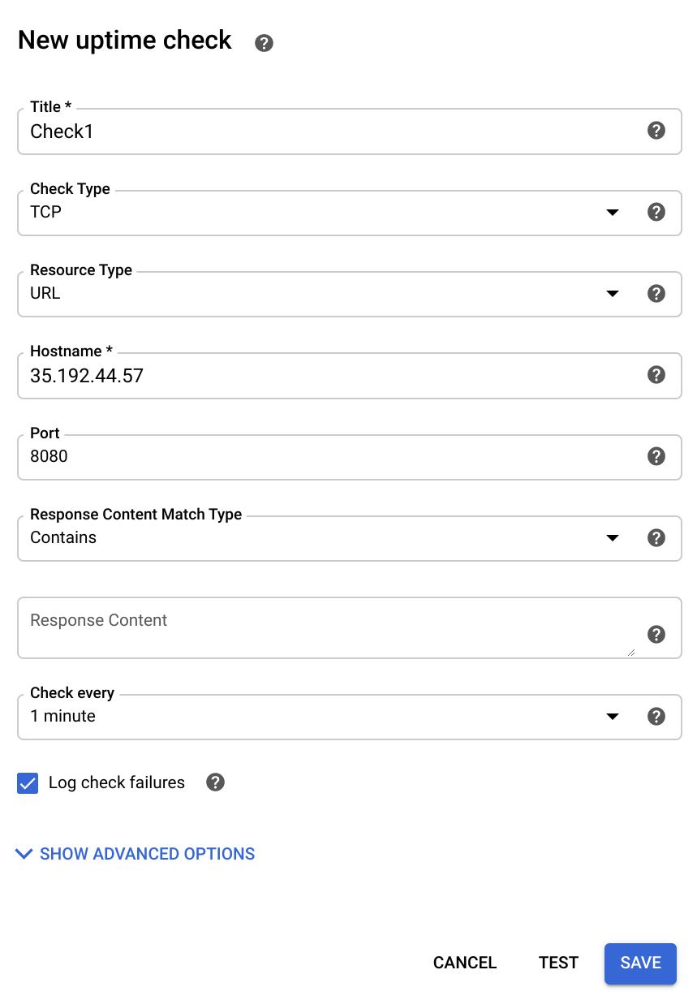 New uptime check
Title *
Check1
Check Type
TCP
Resource Type
URL
Hostname *
35.192.44.57
Port
8080
Response Content Match Type
Contains
Response Content
Check every
1 minute
Log check failures
SHOW ADVANCED OPTIONS
CANCEL TEST SAVE